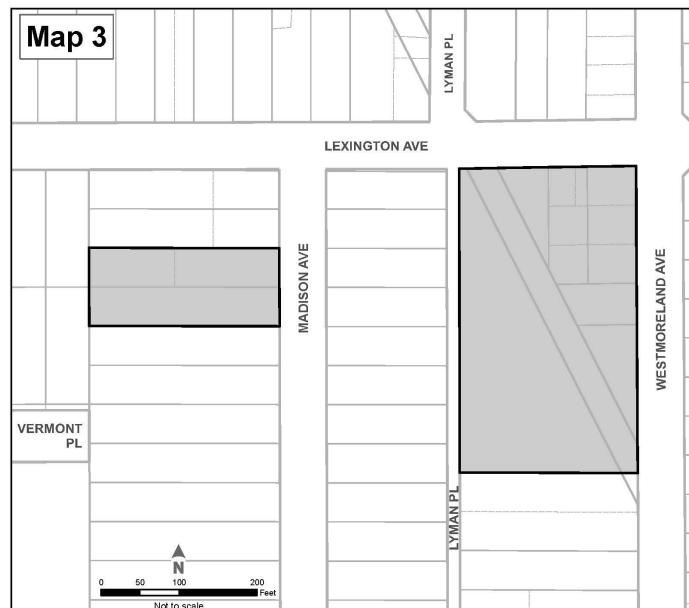 Map 3
LYMAN PL
LEXINGTON AVE
MADISON AVE
WESTMORELAND AVE
VERMONT
PL
LYMAN PL
N
0 50 100 200
Feet
Not to scale